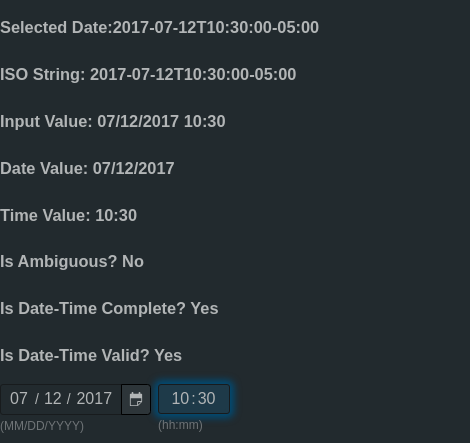 Selected Date:2017-07-12T10:30:00-05:00
ISO String: 2017-07-12T10:30:00-05:00
Input Value: 07/12/2017 10:30
Date Value: 07/12/2017
Time Value: 10:30
Is Ambiguous? No
Is Date-Time Complete? Yes
Is Date-Time Valid? Yes
07 / 12 / 2017 10:30
(MM/DD/YYYY) (hh:mm)